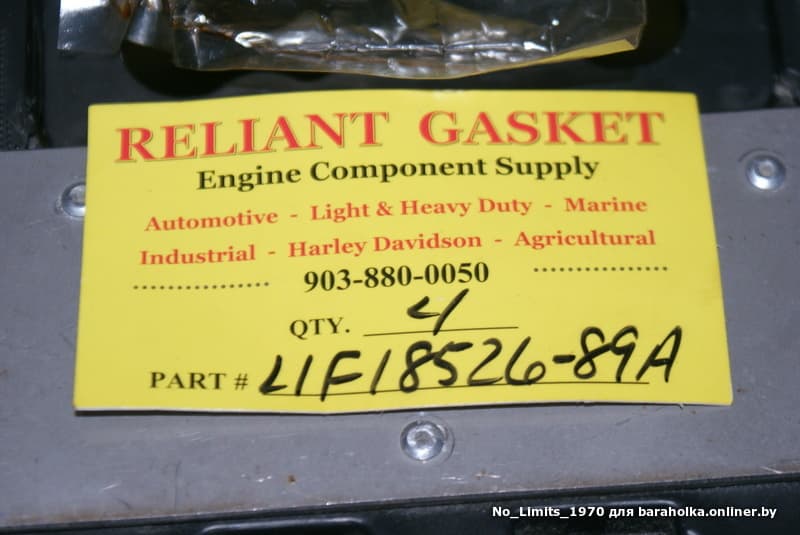 RELIANT GASKET
Engine Component Supply
Automotive - Light & Heavy Duty - Marine
Industrial - Harley Davidson - Agricultural
................ 903-880-0050 ................
QTY. 4
PART # LIF18526-89A
No_Limits_1970 для baraholka.onliner.by